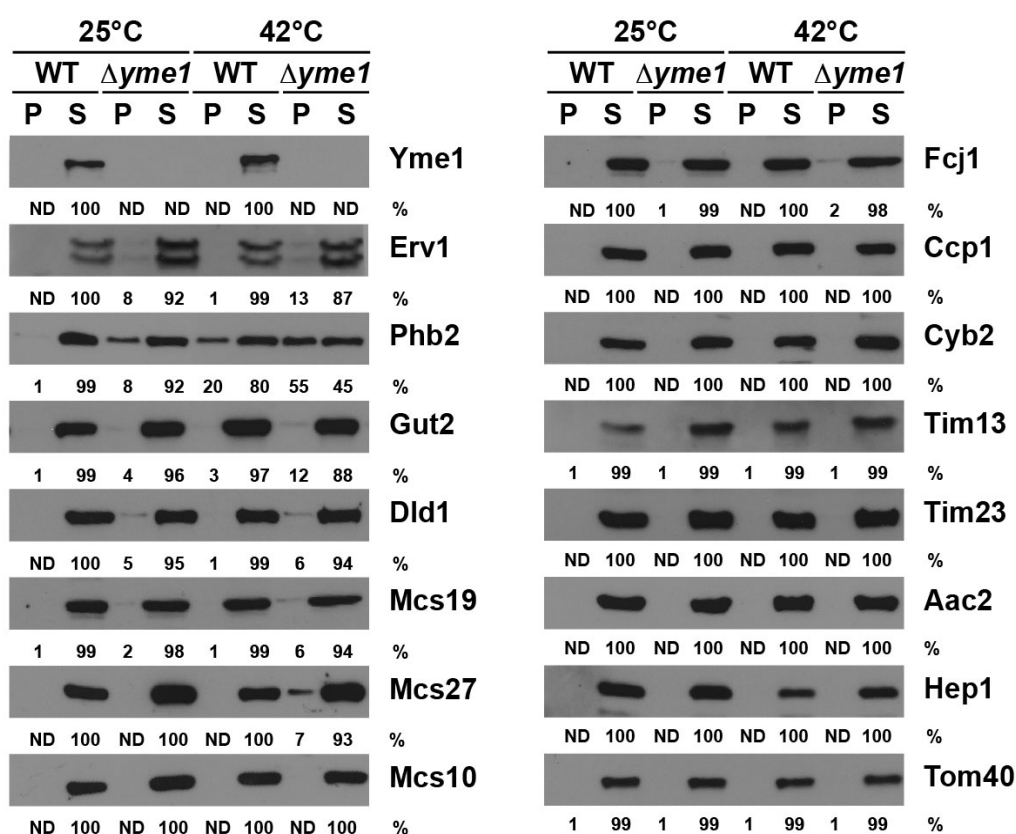 25°C 42°C
WT Δyme1 WT Δyme1
P S P S P S P S
Yme1
ND 100 ND ND ND 100 ND ND %
Erv1
ND 100 8 92 1 99 13 87 %
Phb2
1 99 8 92 20 80 55 45 %
Gut2
1 99 4 96 3 97 12 88 %
Dld1
ND 100 5 95 1 99 6 94 %
Mcs19
1 99 2 98 1 99 6 94 %
Mcs27
ND 100 ND 100 ND 100 7 93 %
Mcs10
ND 100 ND 100 ND 100 ND 100 %
25°C 42°C
WT Δyme1 WT Δyme1
P S P S P S P S
Fcj1
ND 100 1 99 ND 100 2 98 %
Ccp1
ND 100 ND 100 ND 100 ND 100 %
Cyb2
ND 100 ND 100 ND 100 ND 100 %
Tim13
1 99 1 99 1 99 1 99 %
Tim23
ND 100 ND 100 ND 100 ND 100 %
Aac2
ND 100 ND 100 ND 100 ND 100 %
Hep1
ND 100 ND 100 ND 100 ND 100 %
Tom40
1 99 1 99 1 99 1 99 %